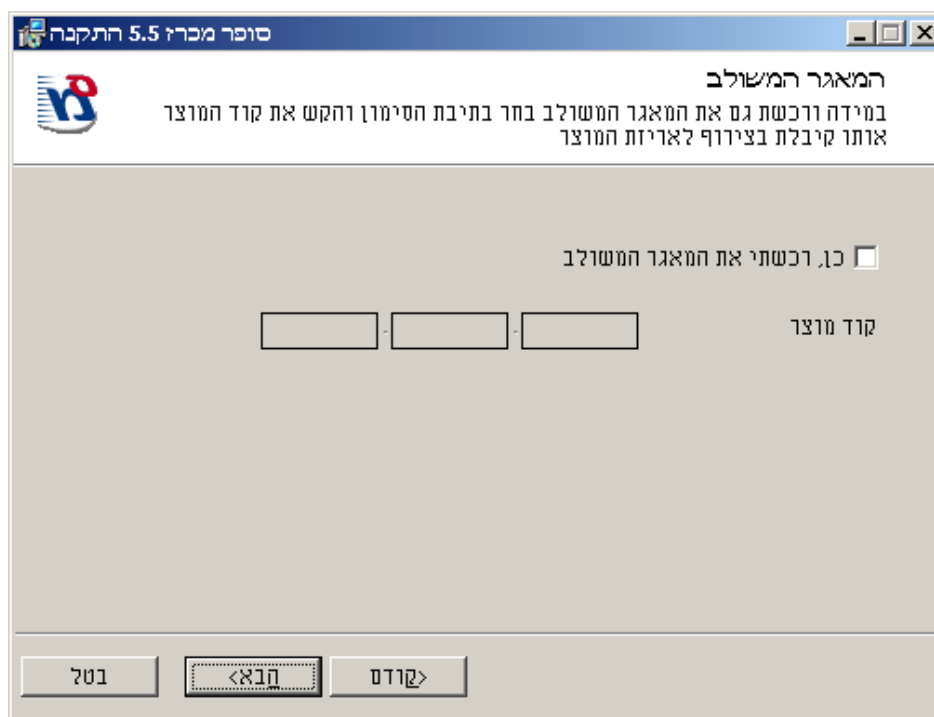 סופר מכרז 5.5 התקנה
המאגר המשולב
במידה ורכשת גם את המאגר המשולב בחר בתיבת הסימון והקש את קוד המוצר
אותו קיבלת בצירוף לאריזת המוצר
כן, רכשתי את המאגר המשולב
קוד מוצר
- -
<קודם
הבא>
בטל